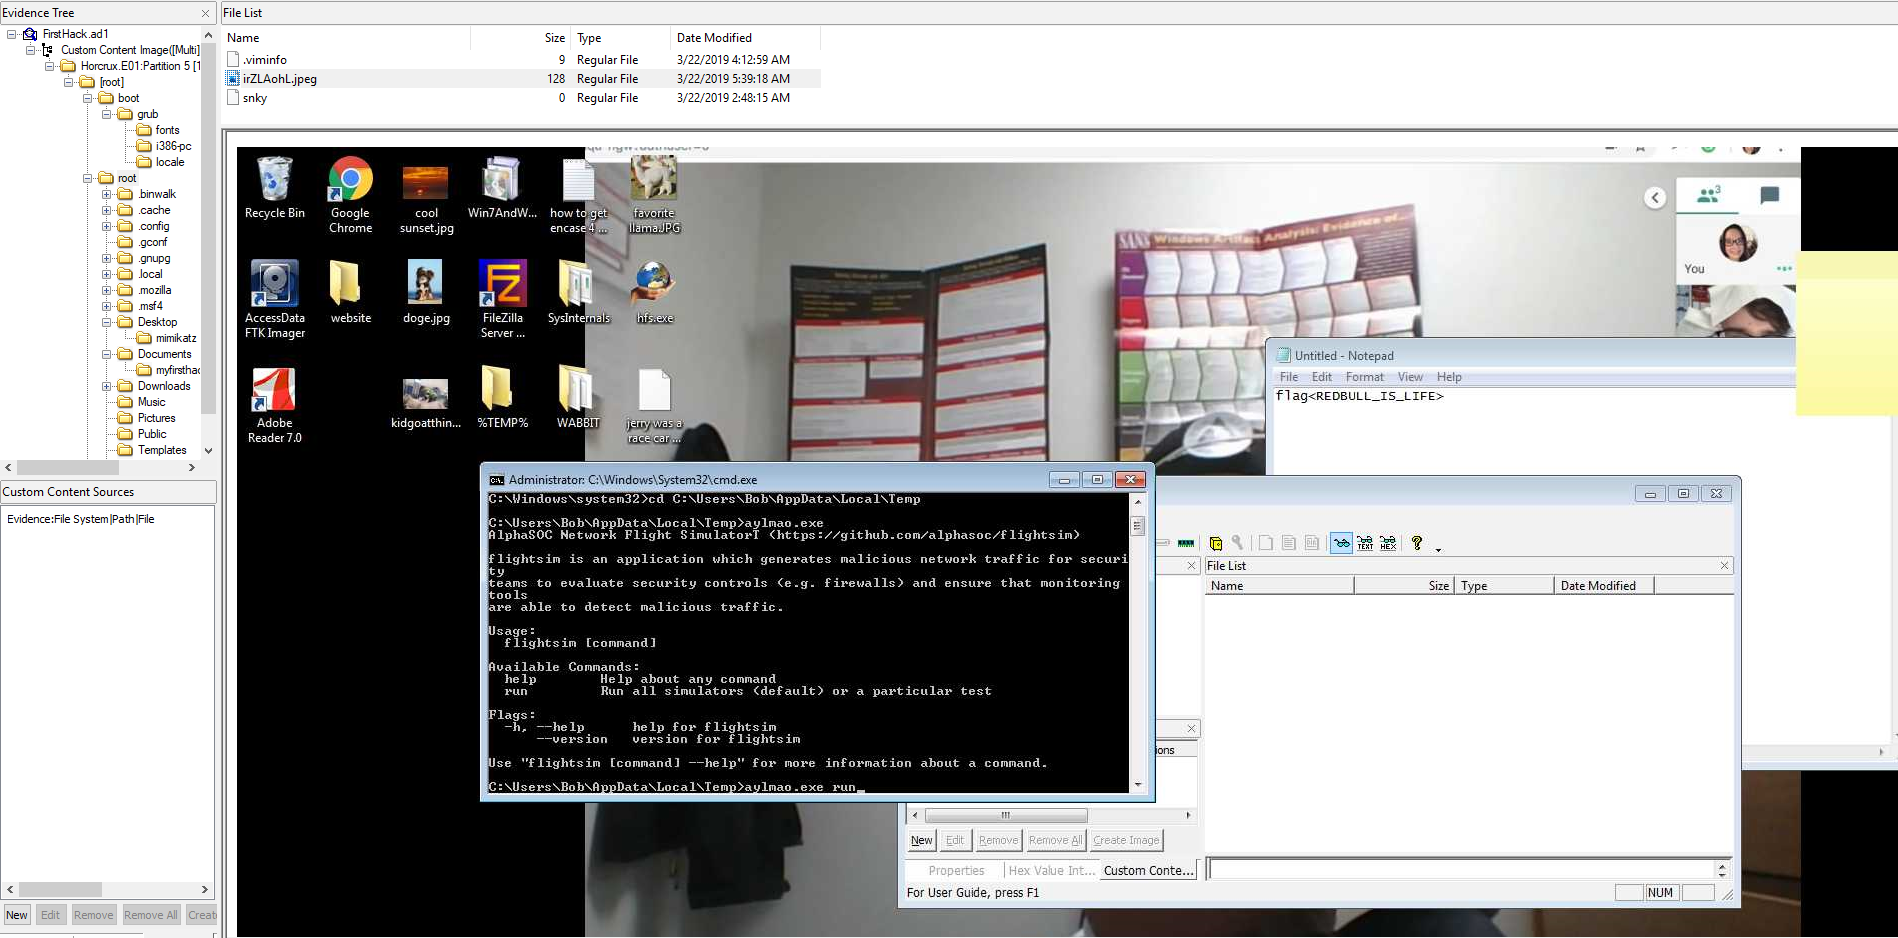 Evidence Tree
FirstHack.ad1
Custom Content Image([Multi]
Horcrux.E01:Partition 5 [1
[root]
boot
grub
fonts
i386-pc
locale
root
.binwalk
.cache
.config
.gconf
.gnupg
.local
.mozilla
.msf4
Desktop
mimikatz
Documents
myfirsthac
Downloads
Music
Pictures
Public
Templates
Custom Content Sources
Evidence:File System|Path|File
New Edit Remove Remove All Creat
File List
Name Size Type Date Modified
.viminfo 9 Regular File 3/22/2019 4:12:59 AM
irZLAohL.jpeg 128 Regular File 3/22/2019 5:39:18 AM
snky 0 Regular File 3/22/2019 2:48:15 AM
Recycle Bin
Google
Chrome
cool
sunset.jpg
Win7AndW...
how to get
encase 4 ...
favorite
llama.JPG
AccessData
FTK Imager
website
doge.jpg
FileZilla
Server ...
SysInternals
hfs.exe
Adobe
Reader 7.0
kidgoatthin...
%TEMP%
WABBIT
jerry was a
race car ...
Windows Artifact Analysis: Evidence of...
3
You
Untitled - Notepad
File Edit Format View Help
flag<REDBULL_IS_LIFE>
Administrator: C:\Windows\System32\cmd.exe
C:\Windows\system32>cd C:\Users\Bob\AppData\Local\Temp
C:\Users\Bob\AppData\Local\Temp>aylmao.exe
AlphaSOC Network Flight SimulatorT (https://github.com/alphasoc/flightsim)
flightsim is an application which generates malicious network traffic for securi
ty
teams to evaluate security controls (e.g. firewalls) and ensure that monitoring
tools
are able to detect malicious traffic.
Usage:
flightsim [command]
Available Commands:
help Help about any command
run Run all simulators (default) or a particular test
Flags:
-h, --help help for flightsim
--version version for flightsim
Use "flightsim [command] --help" for more information about a command.
C:\Users\Bob\AppData\Local\Temp>aylmao.exe run_
TEXT
HEX
File List
Name Size Type Date Modified
ions
New Edit Remove Remove All Create Image
Properties Hex Value Int... Custom Conte...
For User Guide, press F1
NUM